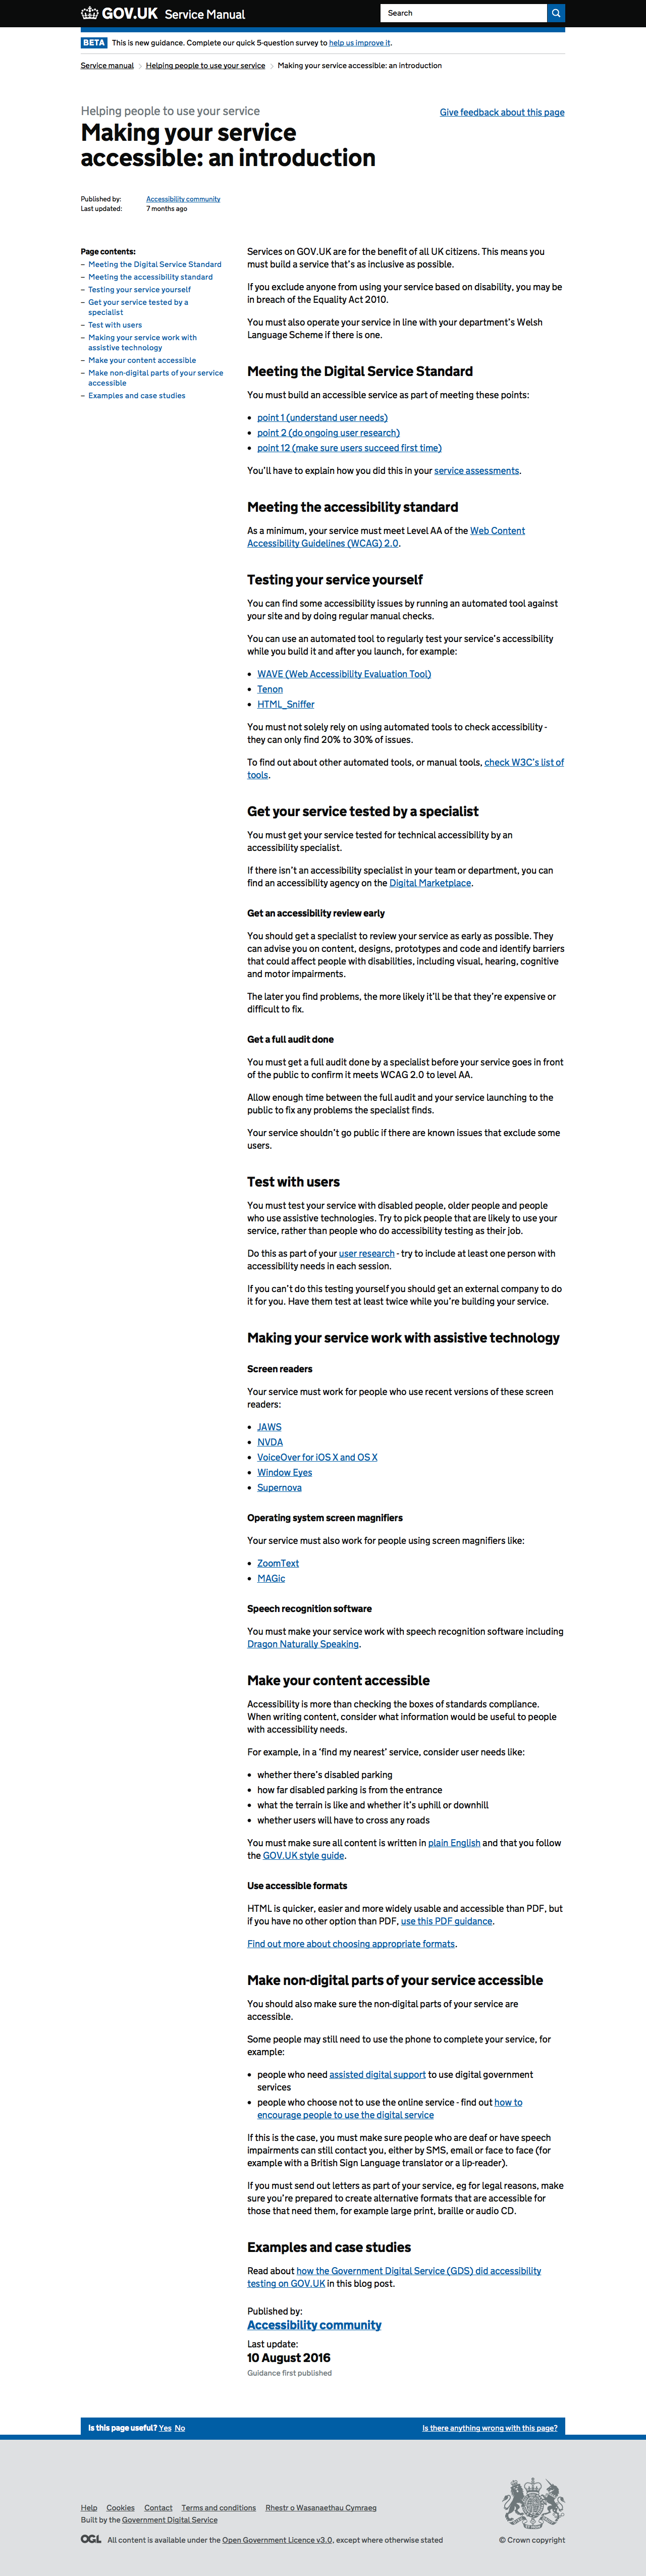 GOV.UK Service Manual
Search
BETA This is new guidance. Complete our quick 5-question survey to help us improve it.
Service manual > Helping people to use your service > Making your service accessible: an introduction
Helping people to use your service
Give feedback about this page
Making your service
accessible: an introduction
Published by: Accessibility community
Last updated: 7 months ago
Page contents:
– Meeting the Digital Service Standard
– Meeting the accessibility standard
– Testing your service yourself
– Get your service tested by a
specialist
– Test with users
– Making your service work with
assistive technology
– Make your content accessible
– Make non-digital parts of your service
accessible
– Examples and case studies
Services on GOV.UK are for the benefit of all UK citizens. This means you
must build a service that’s as inclusive as possible.
If you exclude anyone from using your service based on disability, you may be
in breach of the Equality Act 2010.
You must also operate your service in line with your department’s Welsh
Language Scheme if there is one.
Meeting the Digital Service Standard
You must build an accessible service as part of meeting these points:
• point 1 (understand user needs)
• point 2 (do ongoing user research)
• point 12 (make sure users succeed first time)
You’ll have to explain how you did this in your service assessments.
Meeting the accessibility standard
As a minimum, your service must meet Level AA of the Web Content
Accessibility Guidelines (WCAG) 2.0.
Testing your service yourself
You can find some accessibility issues by running an automated tool against
your site and by doing regular manual checks.
You can use an automated tool to regularly test your service’s accessibility
while you build it and after you launch, for example:
• WAVE (Web Accessibility Evaluation Tool)
• Tenon
• HTML_Sniffer
You must not solely rely on using automated tools to check accessibility -
they can only find 20% to 30% of issues.
To find out about other automated tools, or manual tools, check W3C’s list of
tools.
Get your service tested by a specialist
You must get your service tested for technical accessibility by an
accessibility specialist.
If there isn’t an accessibility specialist in your team or department, you can
find an accessibility agency on the Digital Marketplace.
Get an accessibility review early
You should get a specialist to review your service as early as possible. They
can advise you on content, designs, prototypes and code and identify barriers
that could affect people with disabilities, including visual, hearing, cognitive
and motor impairments.
The later you find problems, the more likely it’ll be that they’re expensive or
difficult to fix.
Get a full audit done
You must get a full audit done by a specialist before your service goes in front
of the public to confirm it meets WCAG 2.0 to level AA.
Allow enough time between the full audit and your service launching to the
public to fix any problems the specialist finds.
Your service shouldn’t go public if there are known issues that exclude some
users.
Test with users
You must test your service with disabled people, older people and people
who use assistive technologies. Try to pick people that are likely to use your
service, rather than people who do accessibility testing as their job.
Do this as part of your user research - try to include at least one person with
accessibility needs in each session.
If you can’t do this testing yourself you should get an external company to do
it for you. Have them test at least twice while you’re building your service.
Making your service work with assistive technology
Screen readers
Your service must work for people who use recent versions of these screen
readers:
• JAWS
• NVDA
• VoiceOver for iOS X and OS X
• Window Eyes
• Supernova
Operating system screen magnifiers
Your service must also work for people using screen magnifiers like:
• ZoomText
• MAGic
Speech recognition software
You must make your service work with speech recognition software including
Dragon Naturally Speaking.
Make your content accessible
Accessibility is more than checking the boxes of standards compliance.
When writing content, consider what information would be useful to people
with accessibility needs.
For example, in a ‘find my nearest’ service, consider user needs like:
• whether there’s disabled parking
• how far disabled parking is from the entrance
• what the terrain is like and whether it’s uphill or downhill
• whether users will have to cross any roads
You must make sure all content is written in plain English and that you follow
the GOV.UK style guide.
Use accessible formats
HTML is quicker, easier and more widely usable and accessible than PDF, but
if you have no other option than PDF, use this PDF guidance.
Find out more about choosing appropriate formats.
Make non-digital parts of your service accessible
You should also make sure the non-digital parts of your service are
accessible.
Some people may still need to use the phone to complete your service, for
example:
• people who need assisted digital support to use digital government
services
• people who choose not to use the online service - find out how to
encourage people to use the digital service
If this is the case, you must make sure people who are deaf or have speech
impairments can still contact you, either by SMS, email or face to face (for
example with a British Sign Language translator or a lip-reader).
If you must send out letters as part of your service, eg for legal reasons, make
sure you’re prepared to create alternative formats that are accessible for
those that need them, for example large print, braille or audio CD.
Examples and case studies
Read about how the Government Digital Service (GDS) did accessibility
testing on GOV.UK in this blog post.
Published by:
Accessibility community
Last update:
10 August 2016
Guidance first published
Is this page useful? Yes No
Is there anything wrong with this page?
Help Cookies Contact Terms and conditions Rhestr o Wasanaethau Cymraeg
Built by the Government Digital Service
OGL All content is available under the Open Government Licence v3.0, except where otherwise stated
© Crown copyright